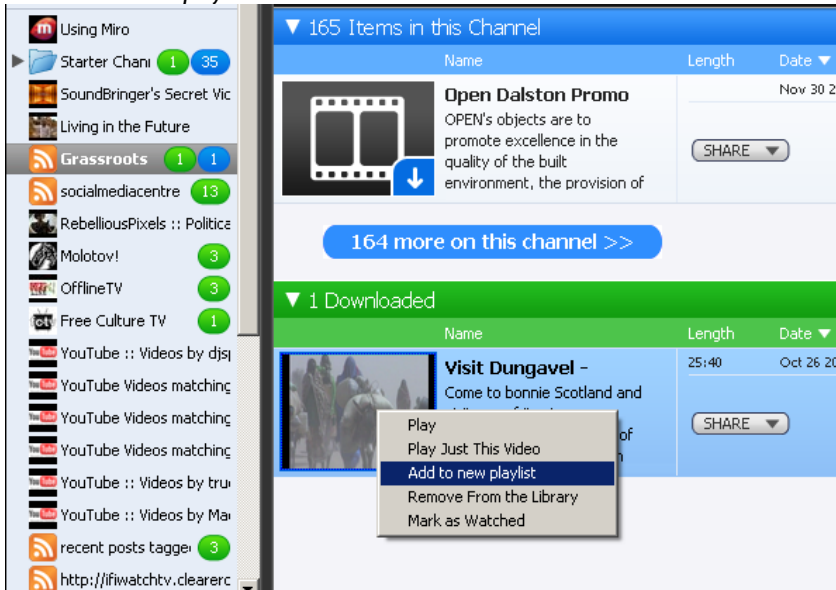 Using Miro
Starter Chan 1 35
SoundBringer's Secret Vic
Living in the Future
Grassroots 1 1
socialmediacentre 13
RebelliousPixels :: Politica
Molotov! 3
OfflineTV 3
Free Culture TV 1
YouTube :: Videos by djsp
YouTube Videos matching
YouTube Videos matching
YouTube Videos matching
YouTube :: Videos by tru
YouTube :: Videos by Ma
recent posts tagge 3
http://ifiwatchtv.clearerc
165 Items in this Channel
Name Length Date
Open Dalston Promo
Nov 30 2
OPEN's objects are to
promote excellence in the
quality of the built
environment, the provision of
SHARE
164 more on this channel >>
1 Downloaded
Name Length Date
Visit Dungavel -
25:40 Oct 26 20
Come to bonnie Scotland and
of
SHARE
Play
Play Just This Video
Add to new playlist
Remove From the Library
Mark as Watched